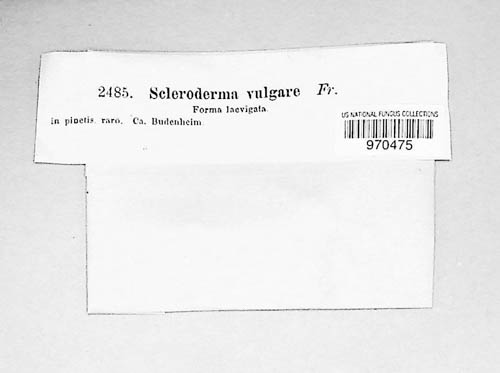 2485. Scleroderma vulgare Fr.
Forma laevigata.
in pinetis raro. Ca. Budenheim
US NATIONAL FUNGUS COLLECTIONS
970475